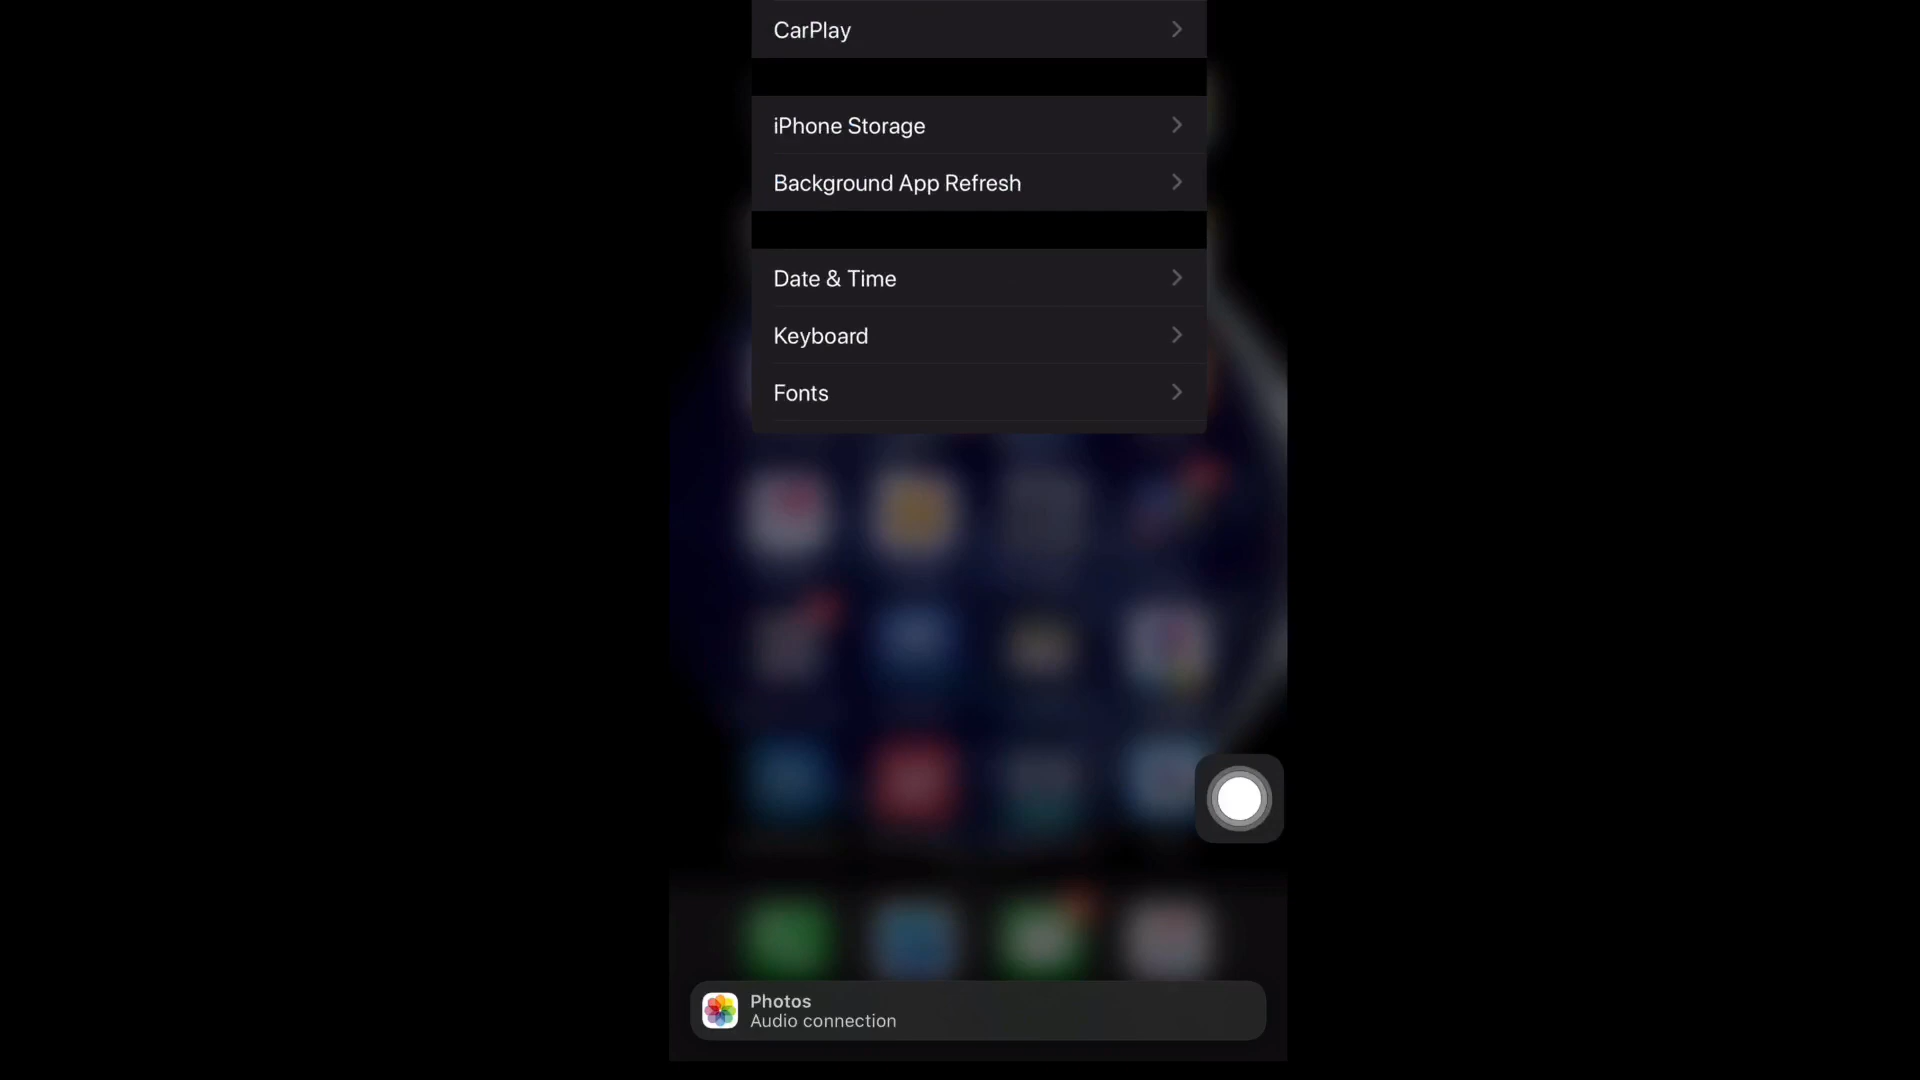 CarPlay
iPhone Storage
Background App Refresh
Date & Time
Keyboard
Fonts
Photos
Audio connection